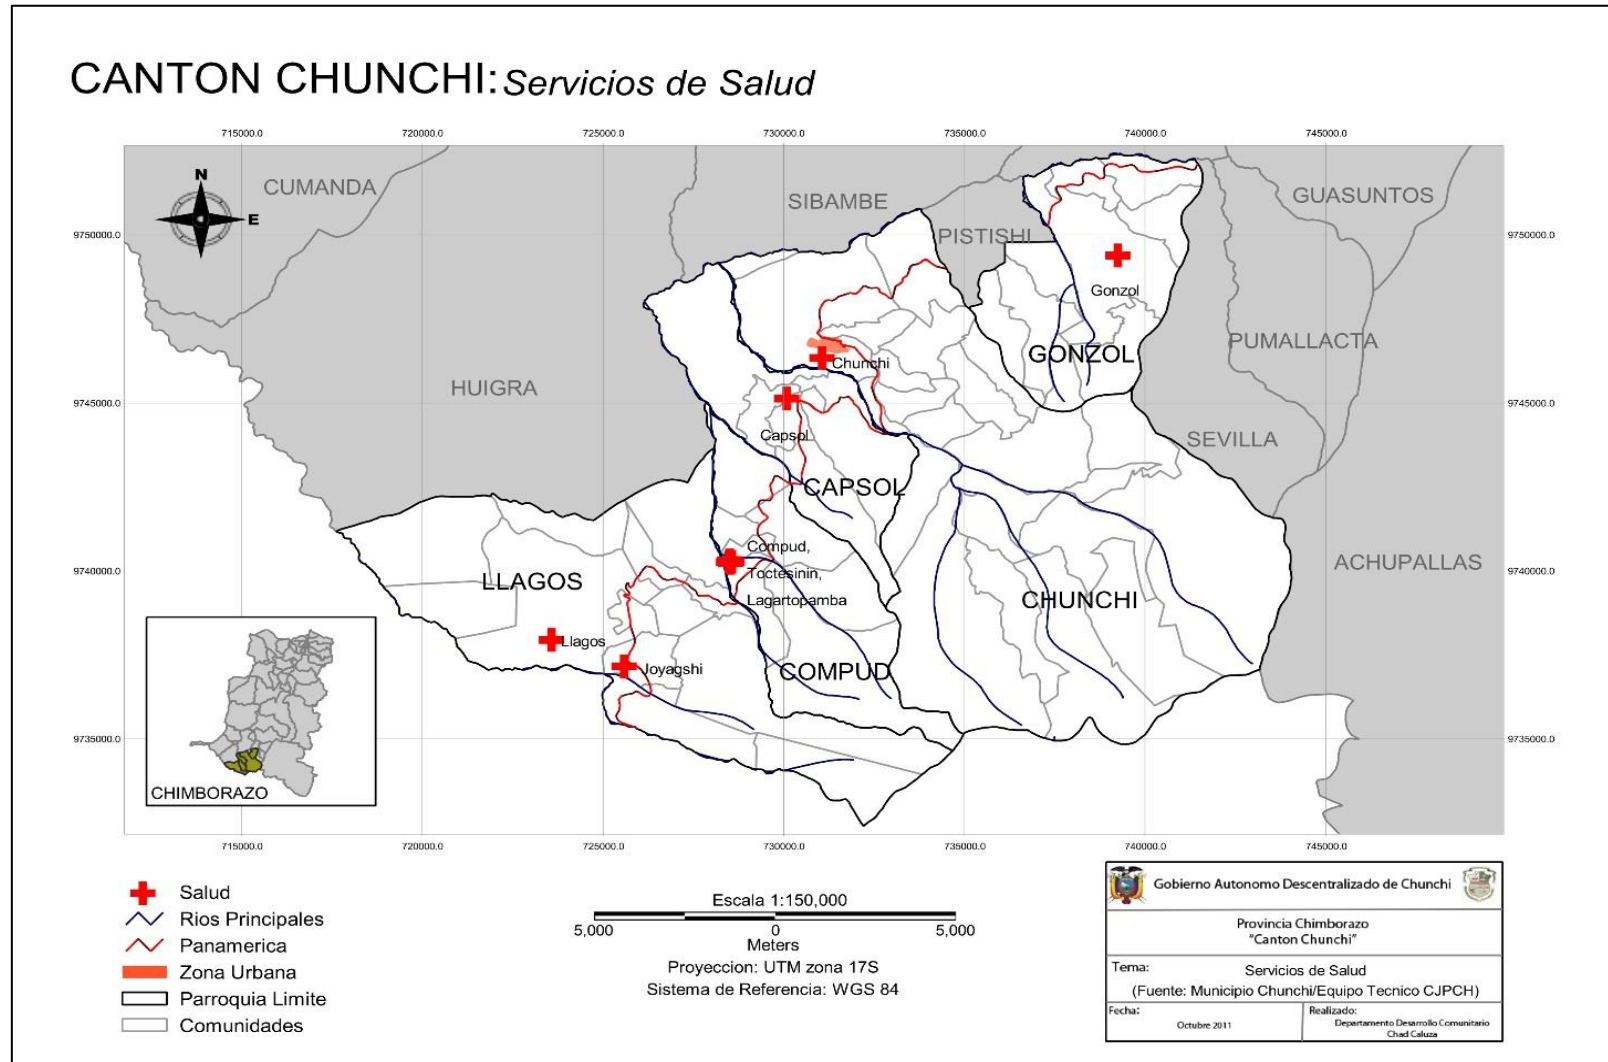 CANTON CHUNCHI: Servicios de Salud
715000.0 720000.0 725000.0 730000.0 735000.0 740000.0 745000.0
N
E
CUMANDA
SIBAMBE
GUASUNTOS
PISTISHI
9750000.0 9750000.0
Gonzol
PUMALLACTA
GONZOL
Chunchi
HUIGRA
9745000.0 9745000.0
Capsol
SEVILLA
CAPSOL
Compud,
Toctesinin,
Lagartopamba
ACHUPALLAS
9740000.0 9740000.0
LLAGOS
CHUNCHI
Llagos
Joyagshi
COMPUD
9735000.0 9735000.0
CHIMBORAZO
715000.0 720000.0 725000.0 730000.0 735000.0 740000.0 745000.0
Salud
Rios Principales
Panamerica
Zona Urbana
Parroquia Limite
Comunidades
Escala 1:150,000
5,000 0 5,000
Meters
Proyeccion: UTM zona 17S
Sistema de Referencia: WGS 84
Gobierno Autonomo Descentralizado de Chunchi
Provincia Chimborazo
"Canton Chunchi"
Tema: Servicios de Salud
(Fuente: Municipio Chunchi/Equipo Tecnico CJPCH)
Fecha:
Octubre 2011
Realizado:
Departamento Desarrollo Comunitario
Chad Caluza